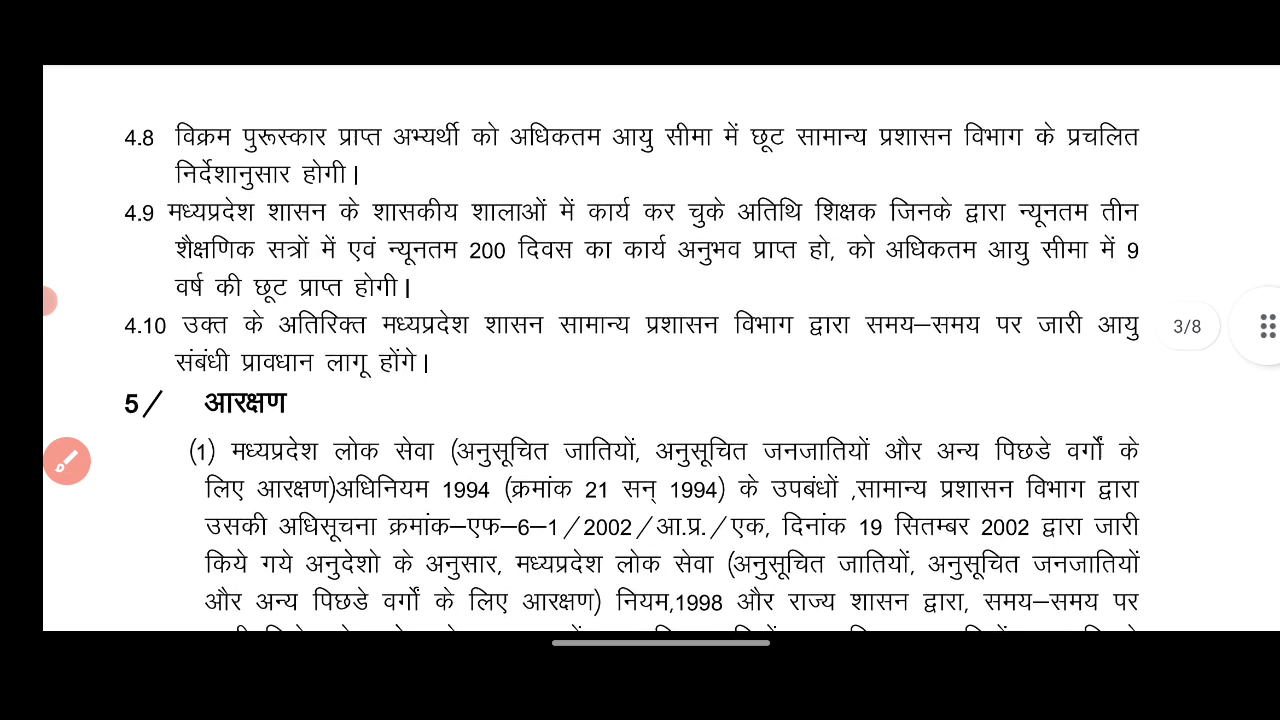 4.8 विक्रम पुरूस्कार प्राप्त अभ्यर्थी को अधिकतम आयु सीमा में छूट सामान्य प्रशासन विभाग के प्रचलित
निर्देशानुसार होगी।
4.9 मध्यप्रदेश शासन के शासकीय शालाओं में कार्य कर चुके अतिथि शिक्षक जिनके द्वारा न्यूनतम तीन
शैक्षणिक सत्रों में एवं न्यूनतम 200 दिवस का कार्य अनुभव प्राप्त हो, को अधिकतम आयु सीमा में 9
वर्ष की छूट प्राप्त होगी।
4.10 उक्त के अतिरिक्त मध्यप्रदेश शासन सामान्य प्रशासन विभाग द्वारा समय–समय पर जारी आयु
संबंधी प्रावधान लागू होंगे।
3/8
5/ आरक्षण
(1) मध्यप्रदेश लोक सेवा (अनुसूचित जातियों, अनुसूचित जनजातियों और अन्य पिछडे वर्गों के
लिए आरक्षण)अधिनियम 1994 (क्रमांक 21 सन् 1994) के उपबंधों ,सामान्य प्रशासन विभाग द्वारा
उसकी अधिसूचना क्रमांक–एफ–6–1/2002/आ.प्र./एक, दिनांक 19 सितम्बर 2002 द्वारा जारी
किये गये अनुदेशो के अनुसार, मध्यप्रदेश लोक सेवा (अनुसूचित जातियों, अनुसूचित जनजातियों
और अन्य पिछडे वर्गों के लिए आरक्षण) नियम,1998 और राज्य शासन द्वारा, समय–समय पर